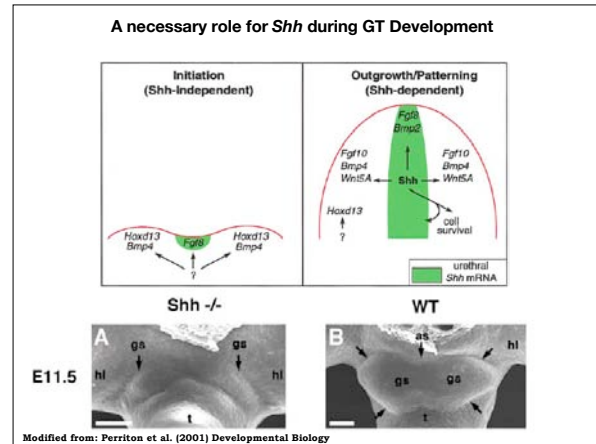 A necessary role for Shh during GT Development
Initiation
(Shh-Independent)
Hoxd13
Bmp4
Fgf8
Hoxd13
Bmp4
?
Outgrowth/Patterning
(Shh-dependent)
Fgf8
Bmp2
Fgf10
Bmp4
Wnt5A
Shh
Fgf10
Bmp4
Wnt5A
Hoxd13
?
cell
survival
urethral
Shh mRNA
Shh -/-
WT
E11.5
A
gs
gs
hl
hl
t
B
as
hl
gs
gs
t
Modified from: Perriton et al. (2001) Developmental Biology